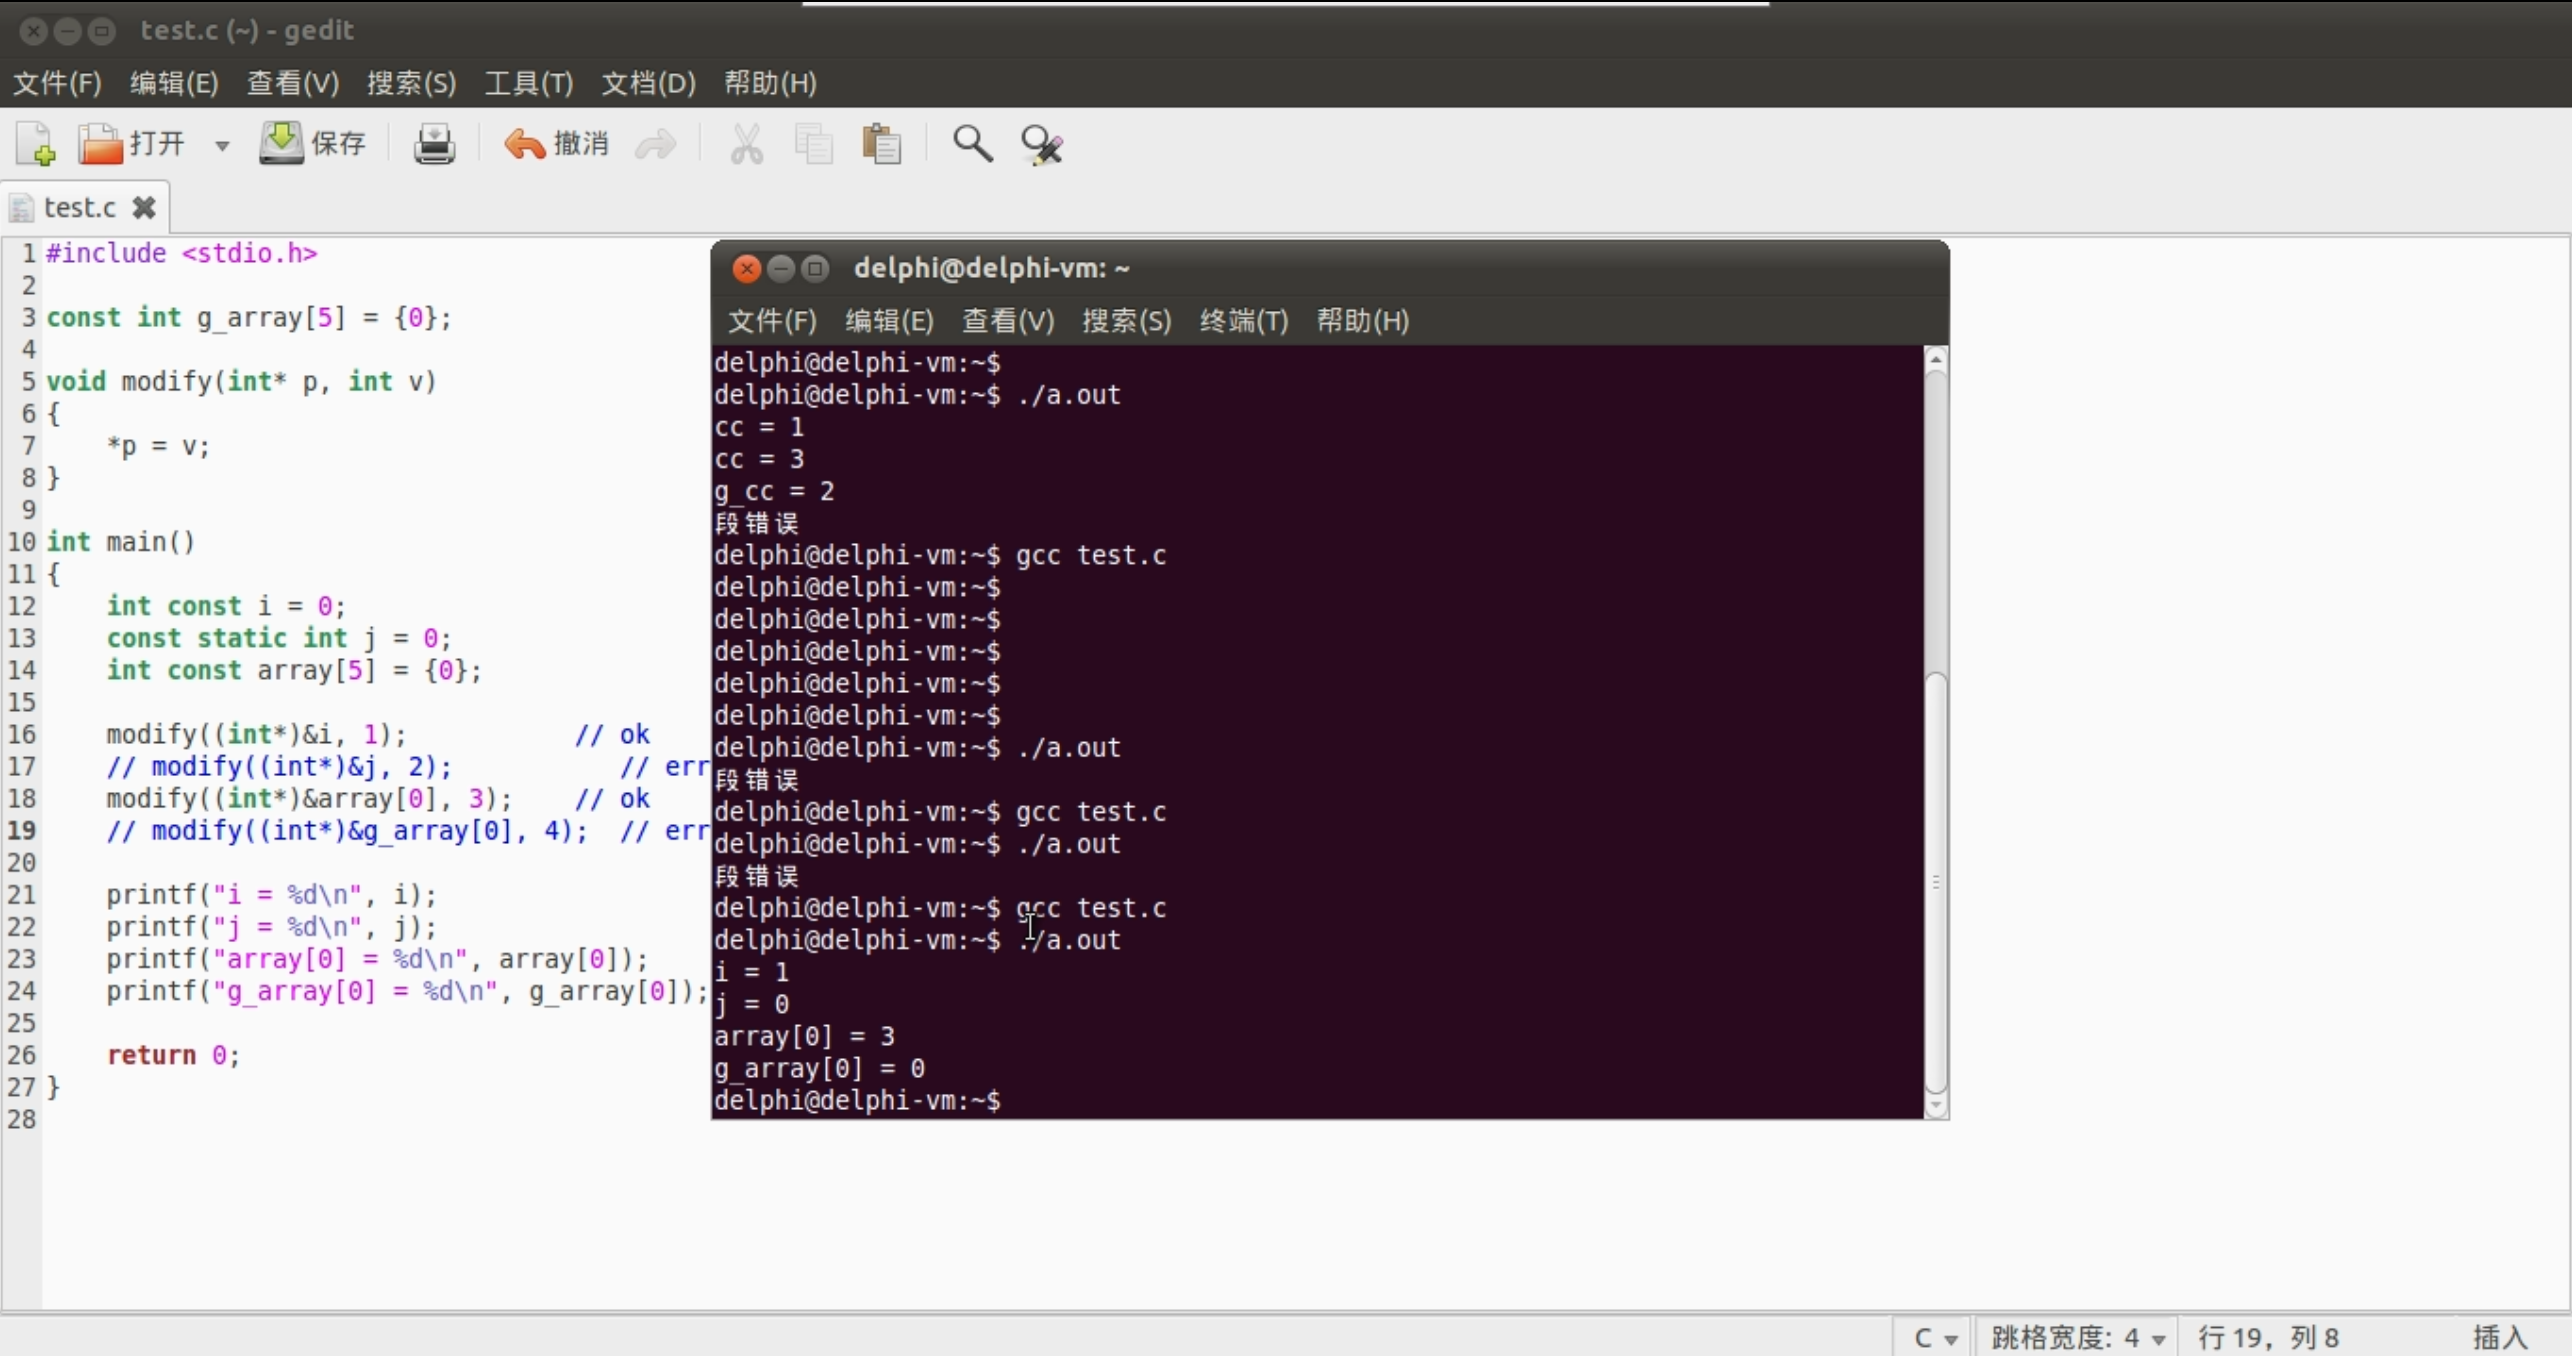 test.c (~) - gedit
文件(F) 编辑(E) 查看(V) 搜索(S) 工具(T) 文档(D) 帮助(H)
打开 保存 撤消
test.c
1 #include <stdio.h>
2
3 const int g_array[5] = {0};
4
5 void modify(int* p, int v)
6 {
7     *p = v;
8 }
9
10 int main()
11 {
12     int const i = 0;
13     const static int j = 0;
14     int const array[5] = {0};
15
16     modify((int*)&i, 1);           // ok
17     // modify((int*)&j, 2);           // err
18     modify((int*)&array[0], 3);    // ok
19     // modify((int*)&g_array[0], 4);  // err
20
21     printf("i = %d\n", i);
22     printf("j = %d\n", j);
23     printf("array[0] = %d\n", array[0]);
24     printf("g_array[0] = %d\n", g_array[0]);
25
26     return 0;
27 }
28
delphi@delphi-vm: ~
文件(F) 编辑(E) 查看(V) 搜索(S) 终端(T) 帮助(H)
delphi@delphi-vm:~$
delphi@delphi-vm:~$ ./a.out
cc = 1
cc = 3
g_cc = 2
段错误
delphi@delphi-vm:~$ gcc test.c
delphi@delphi-vm:~$
delphi@delphi-vm:~$
delphi@delphi-vm:~$
delphi@delphi-vm:~$
delphi@delphi-vm:~$
delphi@delphi-vm:~$ ./a.out
段错误
delphi@delphi-vm:~$ gcc test.c
delphi@delphi-vm:~$ ./a.out
段错误
delphi@delphi-vm:~$ gcc test.c
delphi@delphi-vm:~$ ./a.out
i = 1
j = 0
array[0] = 3
g_array[0] = 0
delphi@delphi-vm:~$
C 跳格宽度: 4 行 19，列 8 插入